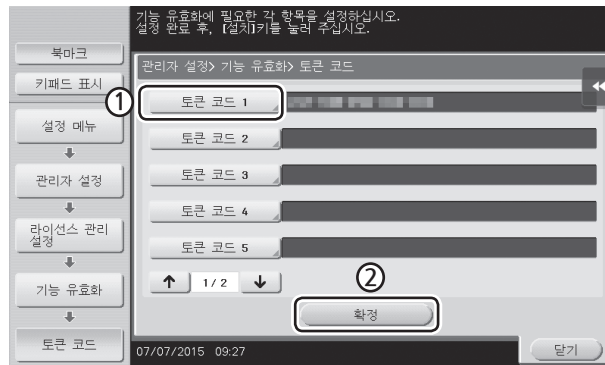 기능 유효화에 필요한 각 항목을 설정하십시오.
설정 완료 후, [설치]키를 눌러 주십시오.
북마크
키패드 표시
설정 메뉴
관리자 설정
라이선스 관리
설정
기능 유효화
토큰 코드
관리자 설정> 기능 유효화> 토큰 코드
①
토큰 코드 1
토큰 코드 2
토큰 코드 3
토큰 코드 4
토큰 코드 5
1/2
②
확정
07/07/2015 09:27
닫기